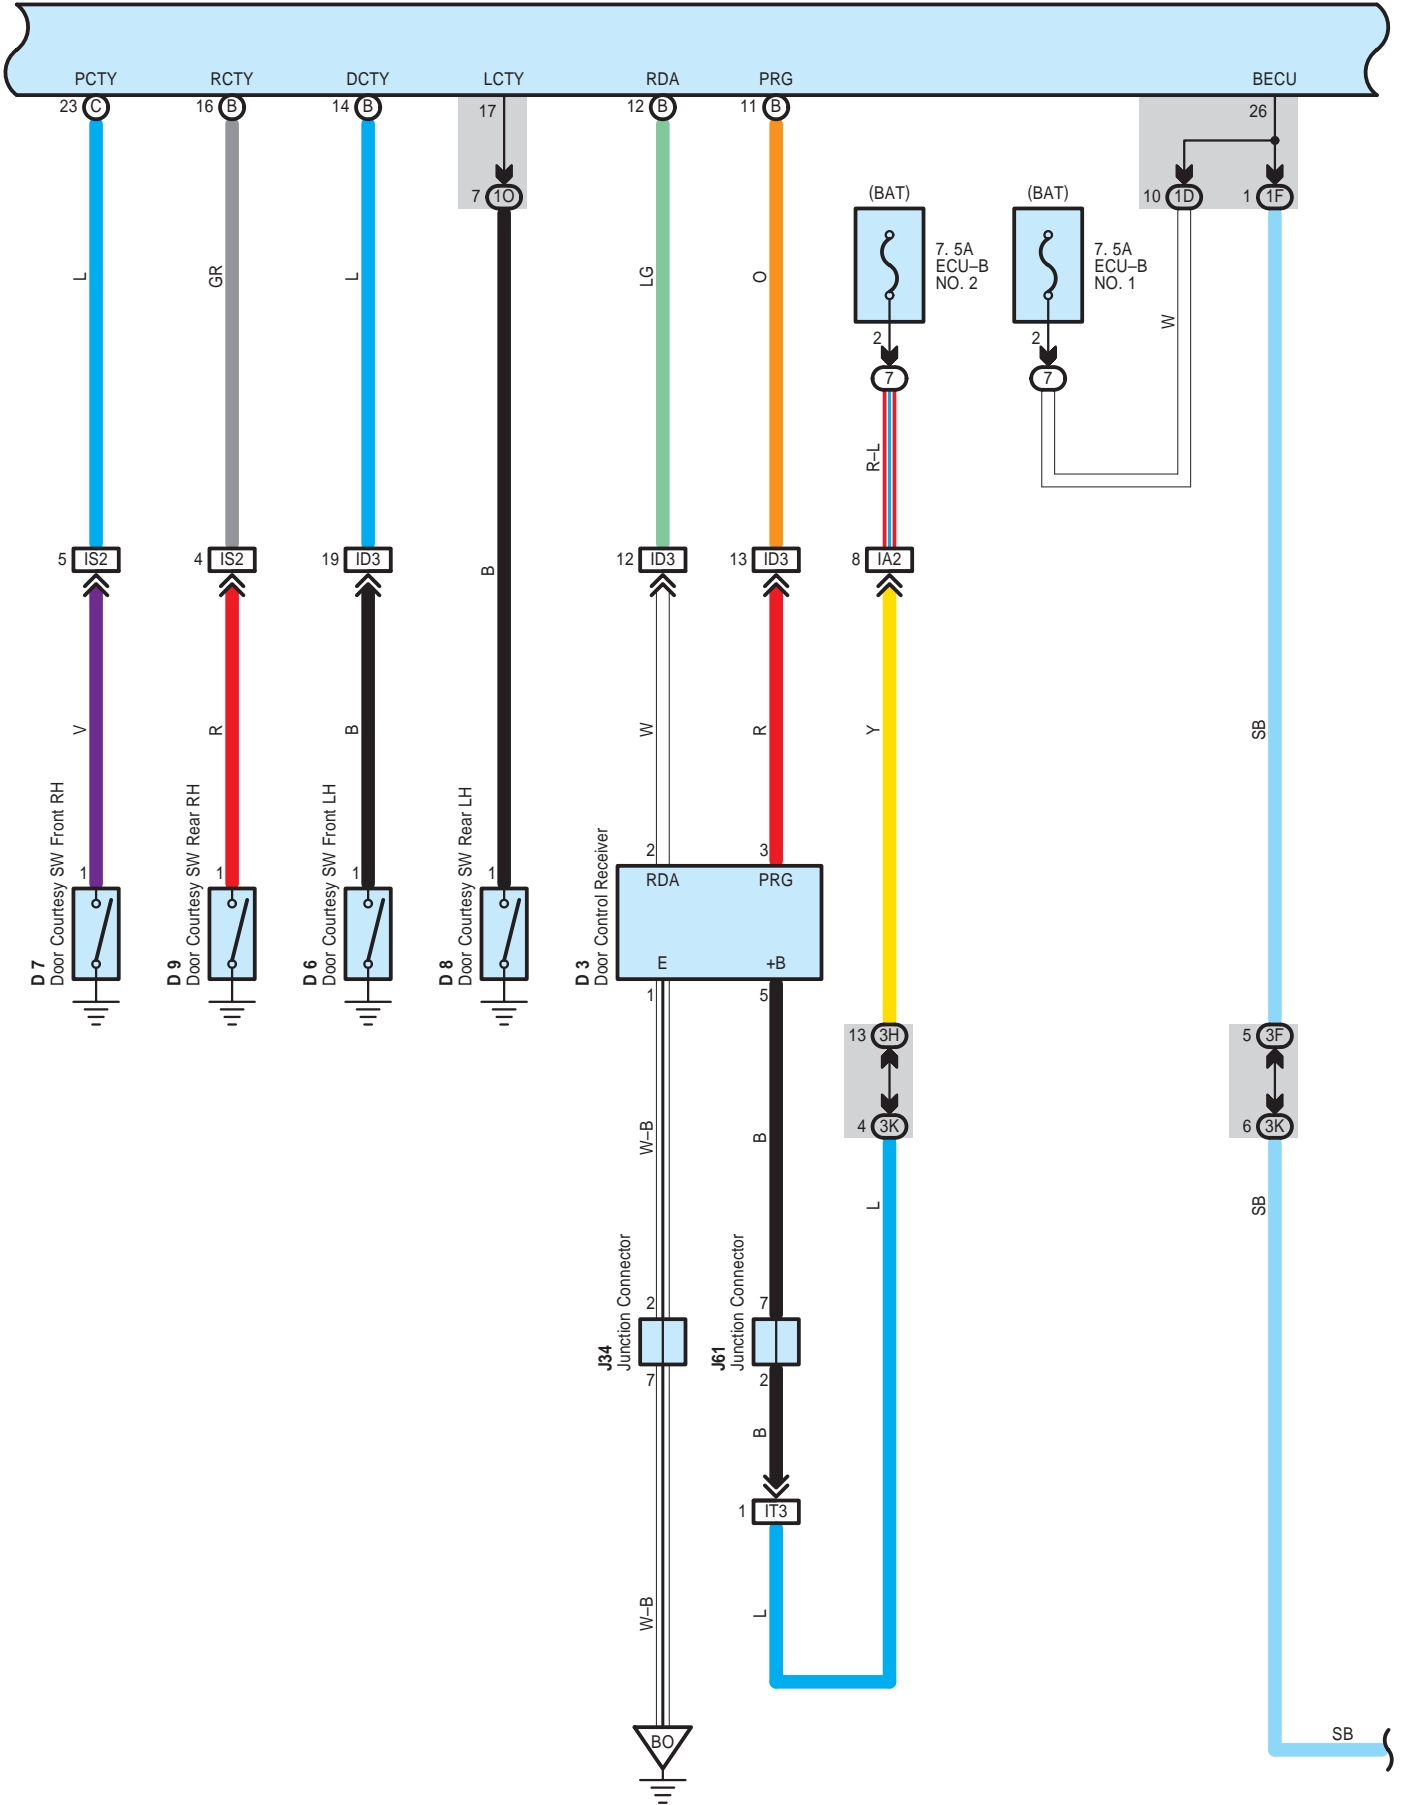 PCTY RCTY DCTY LCTY RDA PRG BECU
23 C 16 B 14 B 17 12 B 11 B 26
7 1O 10 1D 1 1F
(BAT) (BAT)
7. 5A
ECU–B
NO. 2
7. 5A
ECU–B
NO. 1
L GR L LG O W
2 7 2 7
R–L
5 IS2 4 IS2 19 ID3 B 12 ID3 13 ID3 8 IA2
V R B W R Y SB
D 7
Door Courtesy SW Front RH
1
D 9
Door Courtesy SW Rear RH
1
D 6
Door Courtesy SW Front LH
1
D 8
Door Courtesy SW Rear LH
1
D 3
Door Control Receiver
2 3
RDA PRG
E +B
1 5
13 3H 5 3F
4 3K 6 3K
W–B B L SB
J34
Junction Connector
2
7
J61
Junction Connector
7
2
B
1 IT3
W–B L
BO
SB